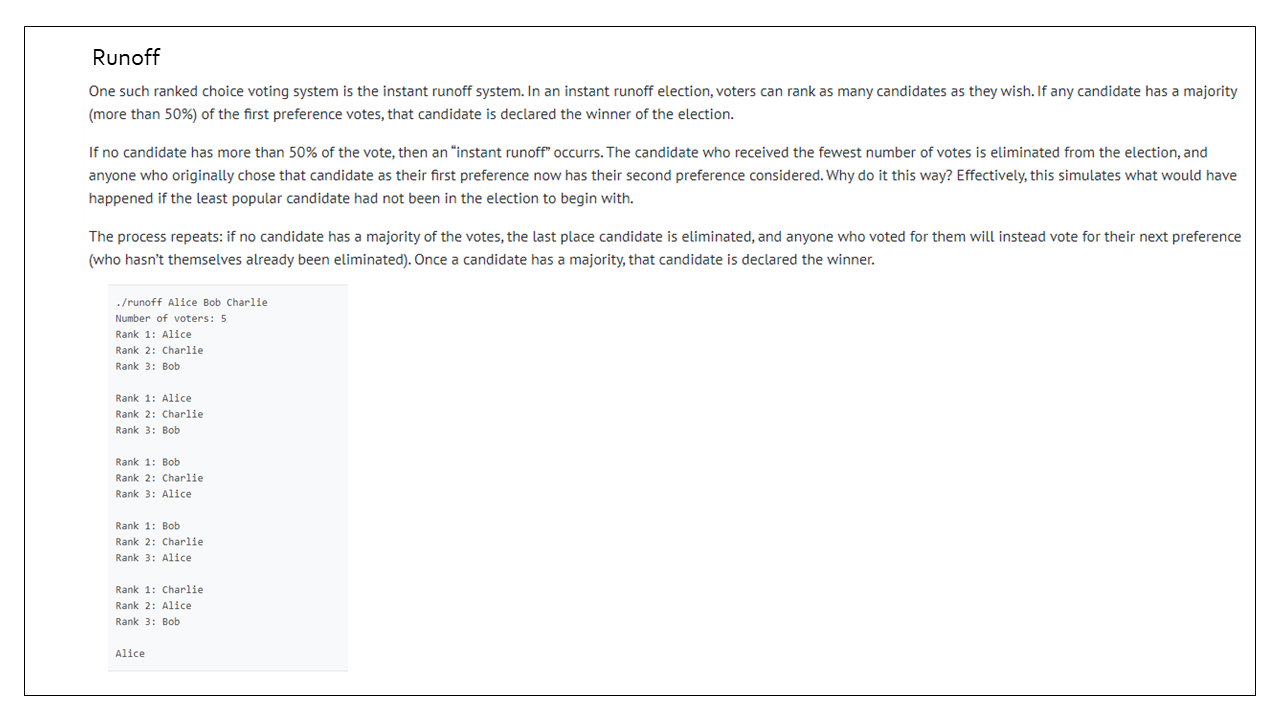 Runoff
One such ranked choice voting system is the instant runoff system. In an instant runoff election, voters can rank as many candidates as they wish. If any candidate has a majority
(more than 50%) of the first preference votes, that candidate is declared the winner of the election.
If no candidate has more than 50% of the vote, then an “instant runoff” occurrs. The candidate who received the fewest number of votes is eliminated from the election, and
anyone who originally chose that candidate as their first preference now has their second preference considered. Why do it this way? Effectively, this simulates what would have
happened if the least popular candidate had not been in the election to begin with.
The process repeats: if no candidate has a majority of the votes, the last place candidate is eliminated, and anyone who voted for them will instead vote for their next preference
(who hasn’t themselves already been eliminated). Once a candidate has a majority, that candidate is declared the winner.
./runoff Alice Bob Charlie
Number of voters: 5
Rank 1: Alice
Rank 2: Charlie
Rank 3: Bob
Rank 1: Alice
Rank 2: Charlie
Rank 3: Bob
Rank 1: Bob
Rank 2: Charlie
Rank 3: Alice
Rank 1: Bob
Rank 2: Charlie
Rank 3: Alice
Rank 1: Charlie
Rank 2: Alice
Rank 3: Bob
Alice